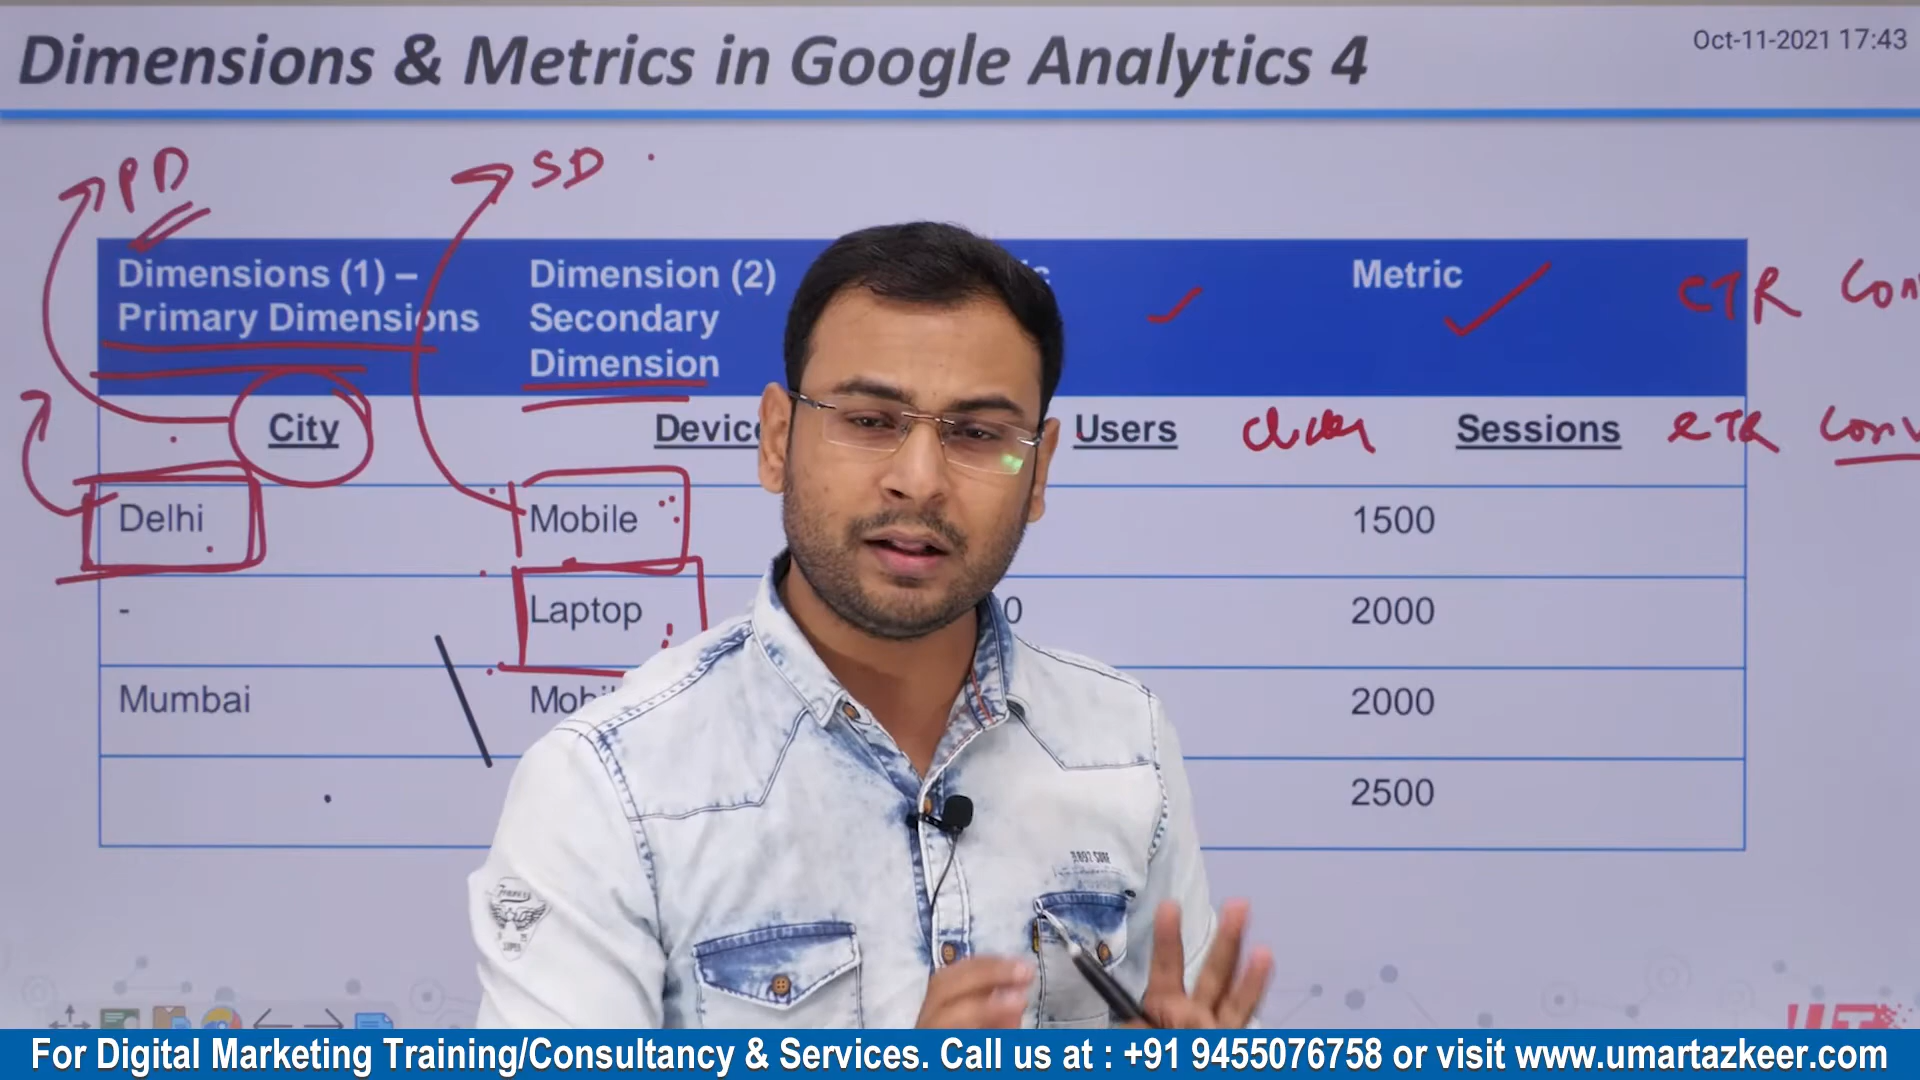 Dimensions & Metrics in Google Analytics 4
Oct-11-2021 17:43
PD
SD
Dimensions (1) –
Primary Dimensions
Dimension (2)
Secondary
Dimension
Metric
CTR
City
Users
Sessions
CTR
Delhi
Mobile
1500
-
Laptop
2000
Mumbai
2000
2500
For Digital Marketing Training/Consultancy & Services. Call us at : +91 9455076758 or visit www.umartazkeer.com